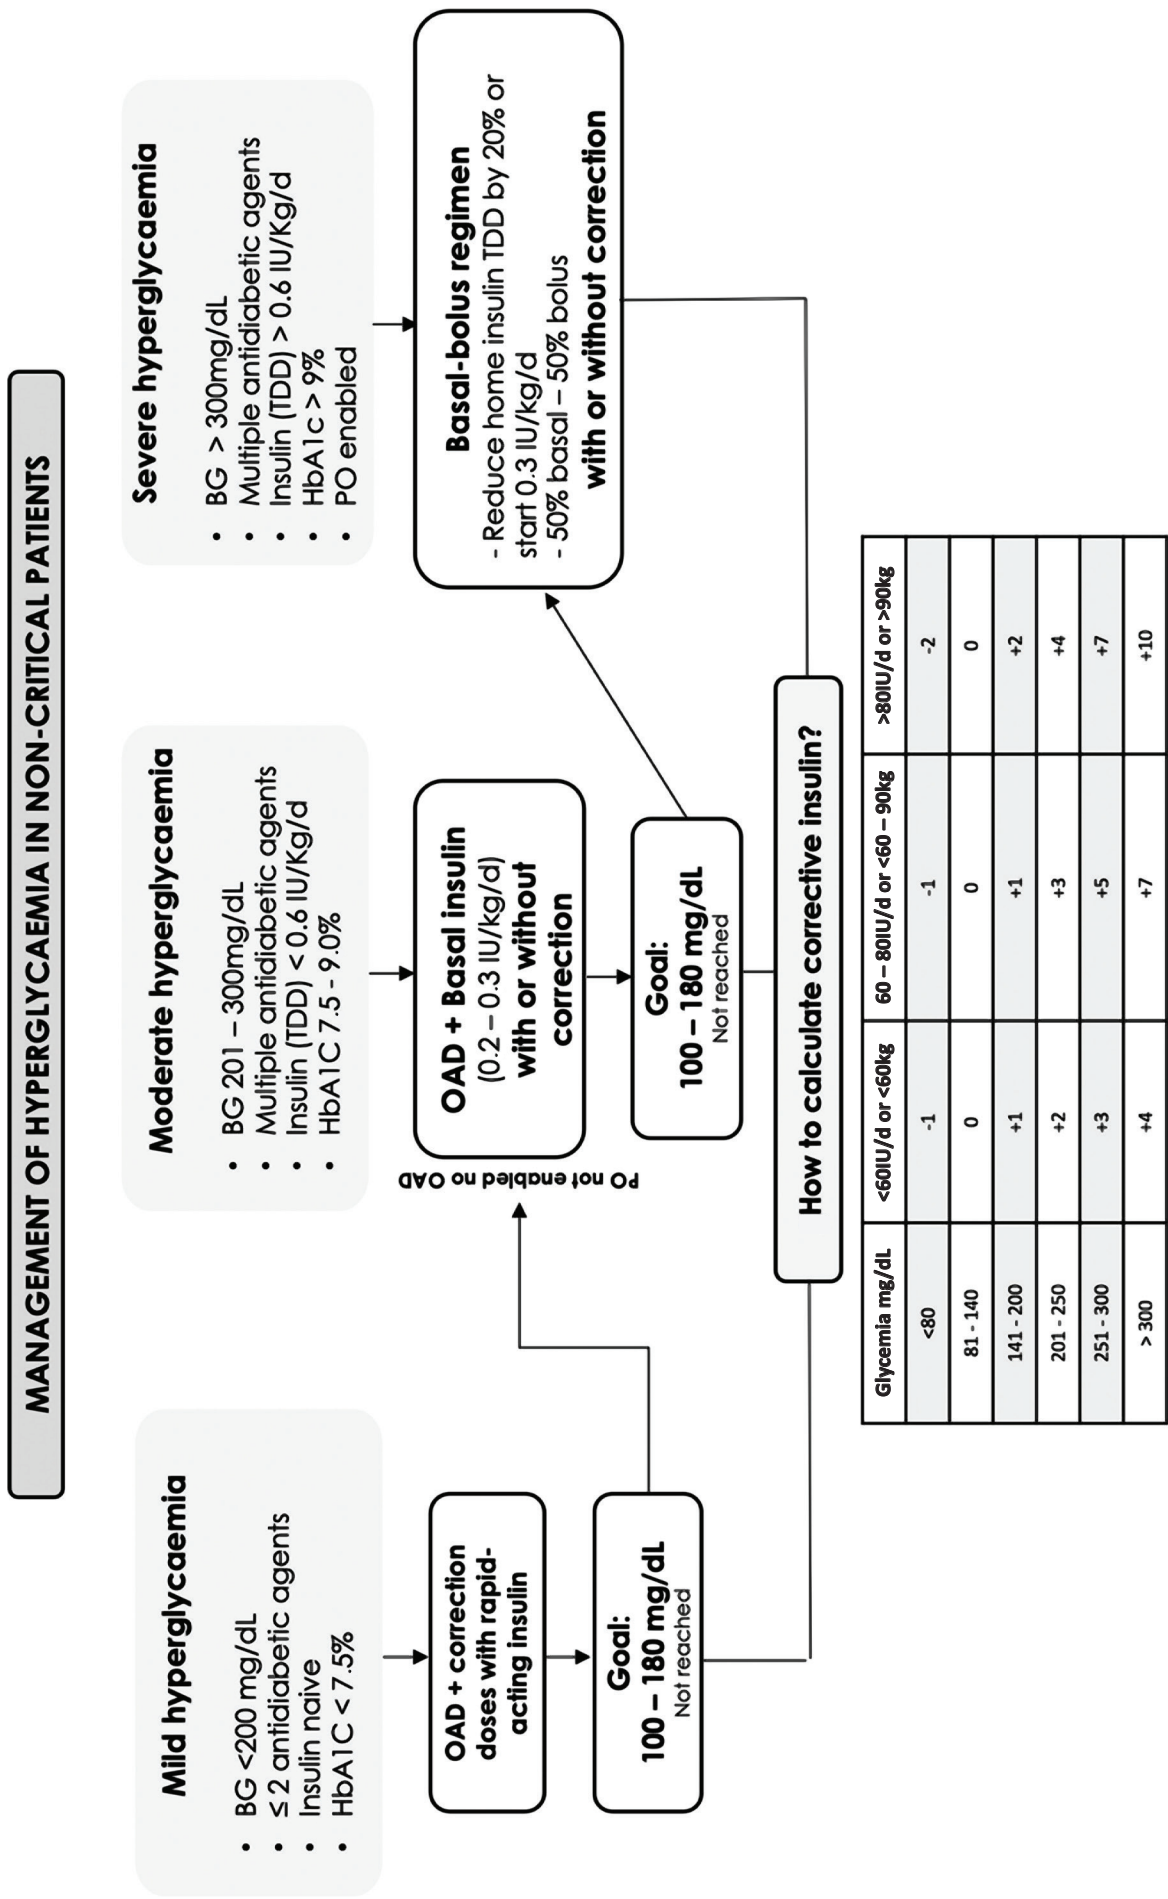 MANAGEMENT OF HYPERGLYCAEMIA IN NON-CRITICAL PATIENTS
Mild hyperglycaemia
• BG <200 mg/dL
• ≤ 2 antidiabetic agents
• Insulin naive
• HbA1C < 7.5%
OAD + correction
doses with rapid-
acting insulin
Goal:
100 – 180 mg/dL
Not reached
Moderate hyperglycaemia
• BG 201 – 300mg/dL
• Multiple antidiabetic agents
• Insulin (TDD) < 0.6 IU/Kg/d
• HbA1C 7.5 - 9.0%
PO not enabled no OAD
OAD + Basal insulin
(0.2 – 0.3 IU/kg/d)
with or without
correction
Goal:
100 – 180 mg/dL
Not reached
Severe hyperglycaemia
• BG > 300mg/dL
• Multiple antidiabetic agents
• Insulin (TDD) > 0.6 IU/Kg/d
• HbA1c > 9%
• PO enabled
Basal-bolus regimen
- Reduce home insulin TDD by 20% or
start 0.3 IU/kg/d
- 50% basal – 50% bolus
with or without correction
How to calculate corrective insulin?
Glycemia mg/dL <60IU/d or <60kg 60 – 80IU/d or <60 – 90kg >80IU/d or >90kg
<80 -1 -1 -2
81 - 140 0 0 0
141 - 200 +1 +1 +2
201 - 250 +2 +3 +4
251 - 300 +3 +5 +7
> 300 +4 +7 +10